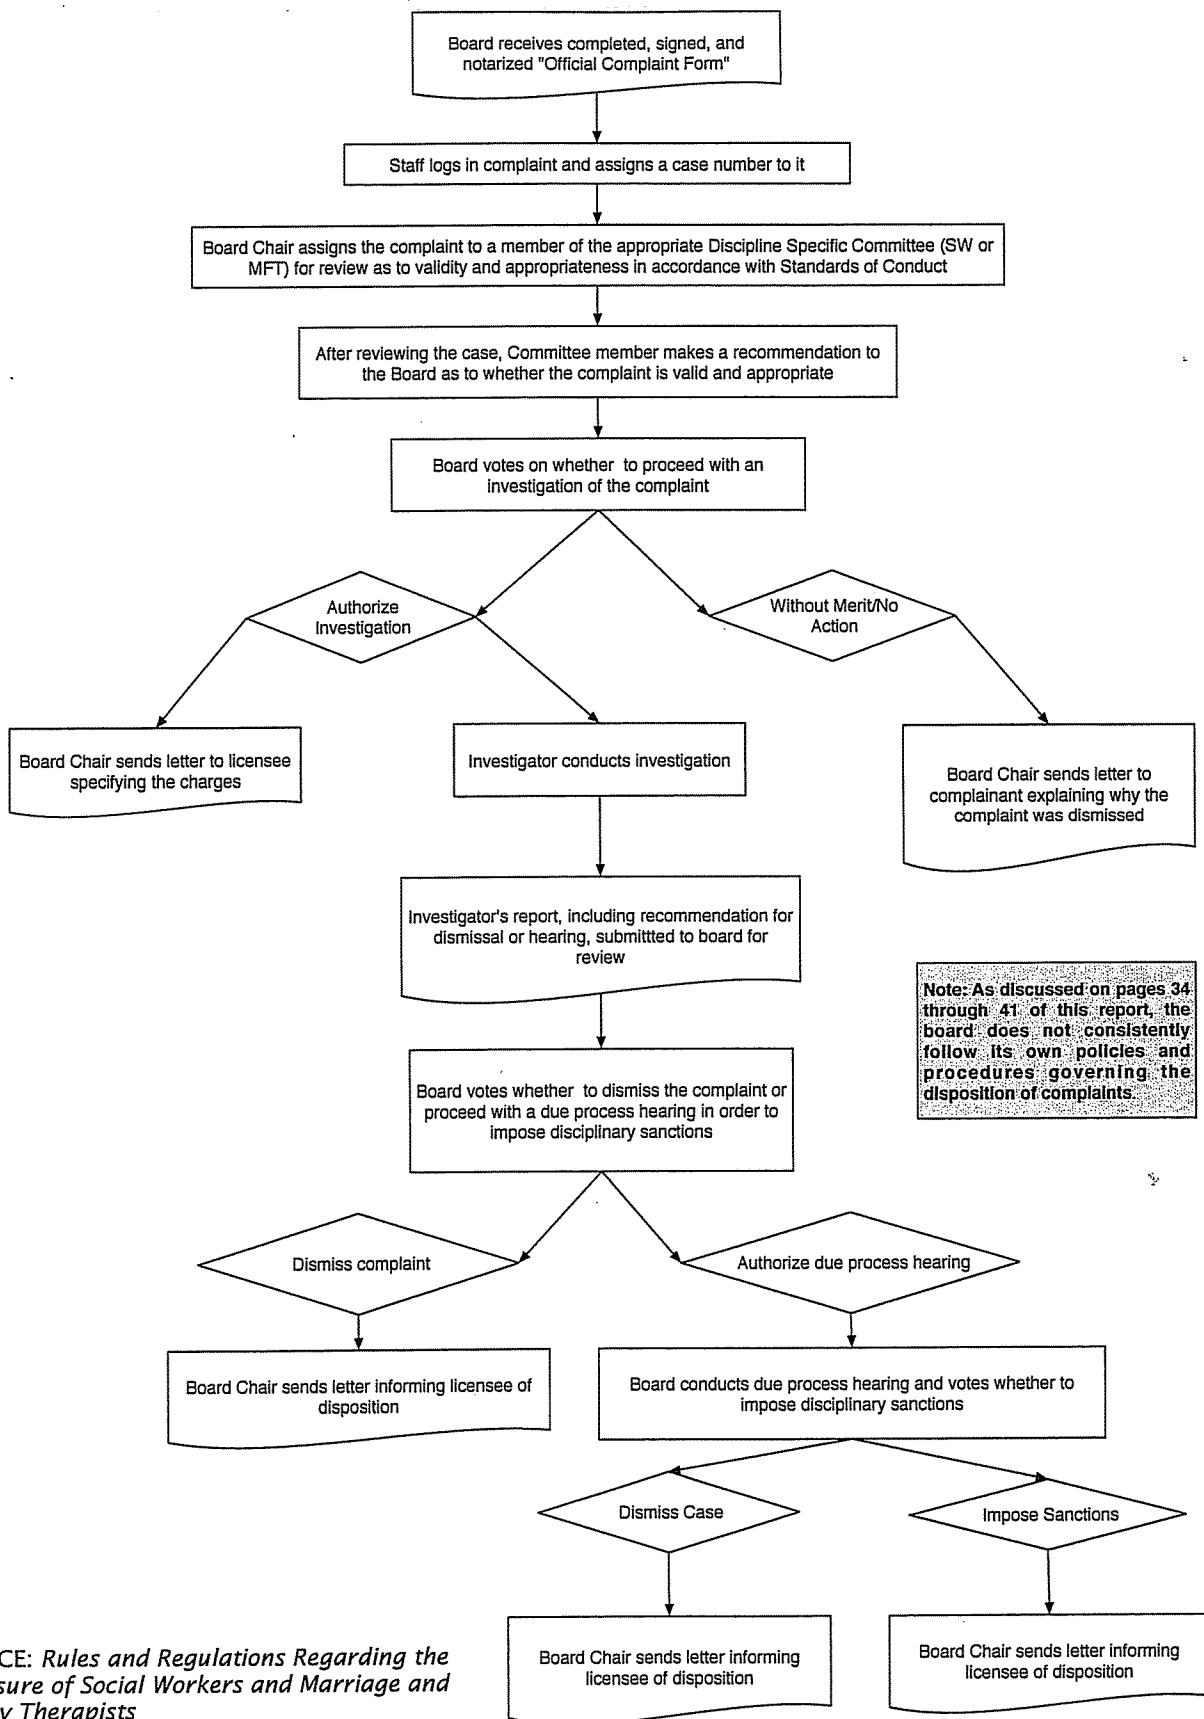 Board receives completed, signed, and
notarized "Official Complaint Form"
Staff logs in complaint and assigns a case number to it
Board Chair assigns the complaint to a member of the appropriate Discipline Specific Committee (SW or
MFT) for review as to validity and appropriateness in accordance with Standards of Conduct
After reviewing the case, Committee member makes a recommendation to
the Board as to whether the complaint is valid and appropriate
Board votes on whether to proceed with an
investigation of the complaint
Authorize
Investigation
Without Merit/No
Action
Board Chair sends letter to licensee
specifying the charges
Investigator conducts investigation
Board Chair sends letter to
complainant explaining why the
complaint was dismissed
Investigator's report, including recommendation for
dismissal or hearing, submittted to board for
review
Note: As discussed on pages 34
through 41 of this report, the
board does not consistently
follow its own policies and
procedures governing the
disposition of complaints.
Board votes whether to dismiss the complaint or
proceed with a due process hearing in order to
impose disciplinary sanctions
Dismiss complaint
Authorize due process hearing
Board Chair sends letter informing licensee of
disposition
Board conducts due process hearing and votes whether to
impose disciplinary sanctions
Dismiss Case
Impose Sanctions
Board Chair sends letter informing
licensee of disposition
Board Chair sends letter informing
licensee of disposition
CE: Rules and Regulations Regarding the
sure of Social Workers and Marriage and
y Therapists